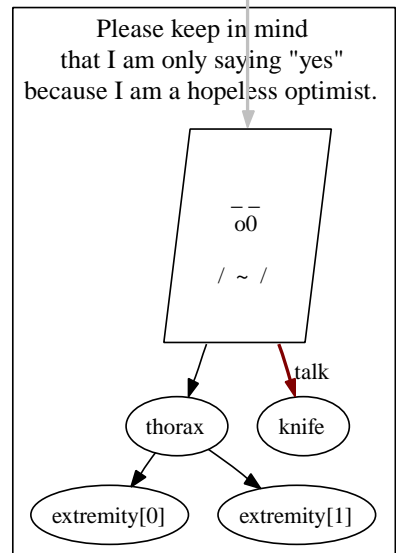 Please keep in mind
that I am only saying "yes"
because I am a hopeless optimist.
_ _
o0
/ ~ /
talk
thorax
knife
extremity[0]
extremity[1]